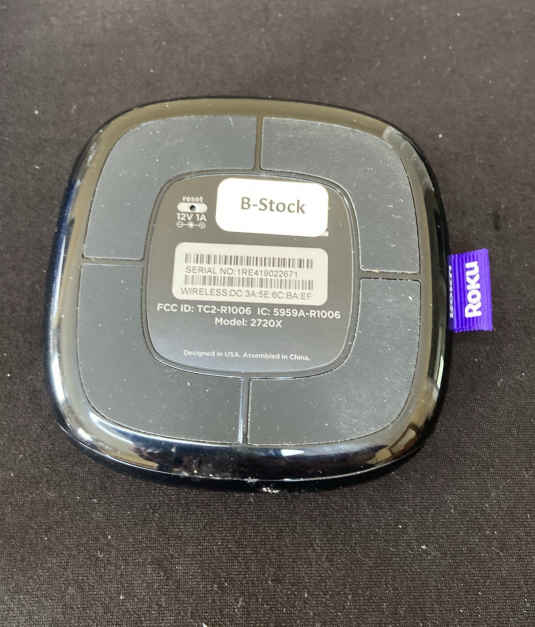 reset
12V 1A
B-Stock
SERIAL NO:1RE419022671
WIRELESS:DC:3A:5E:6C:BA:EF
FCC ID: TC2-R1006 IC: 5959A-R1006
Model: 2720X
Designed in USA. Assembled in China.
Roku